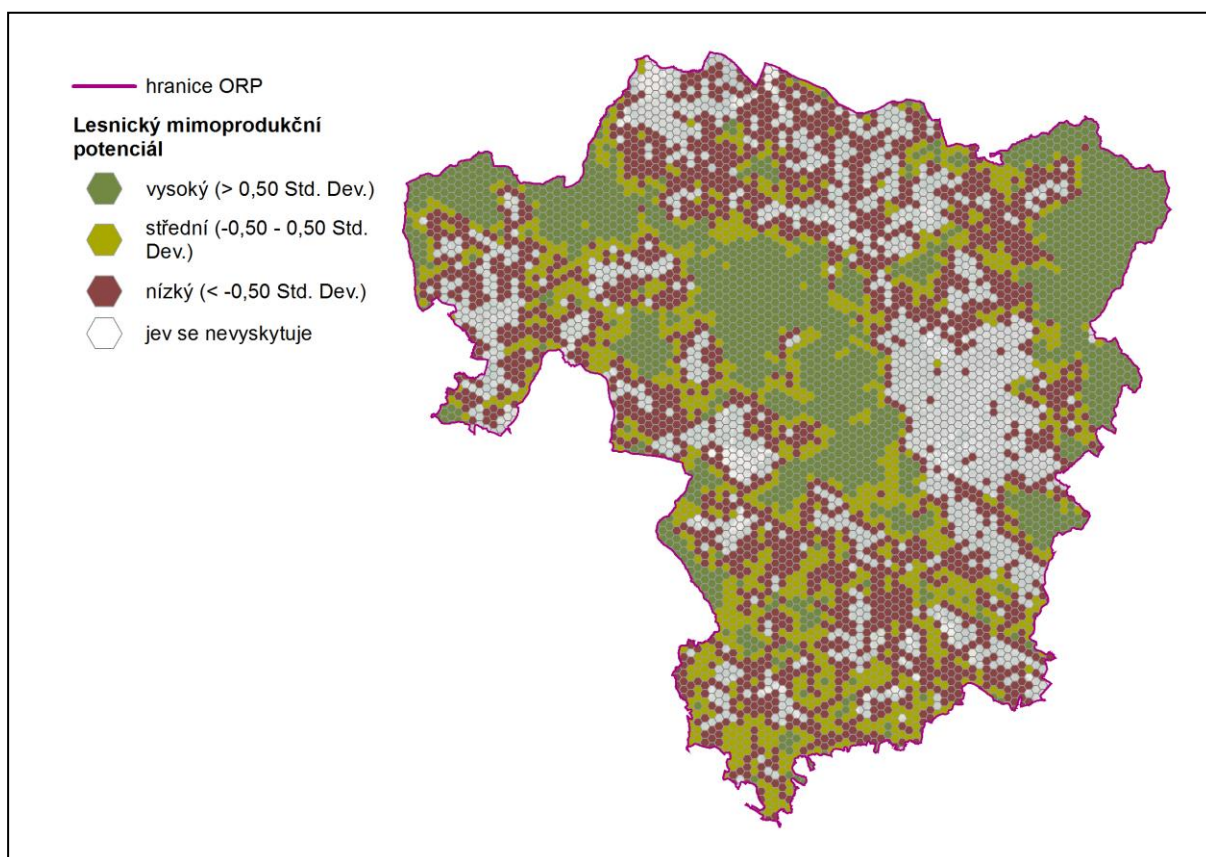 hranice ORP
Lesnický mimoprodukční
potenciál
vysoký (> 0,50 Std. Dev.)
střední (-0,50 - 0,50 Std.
Dev.)
nízký (< -0,50 Std. Dev.)
jev se nevyskytuje